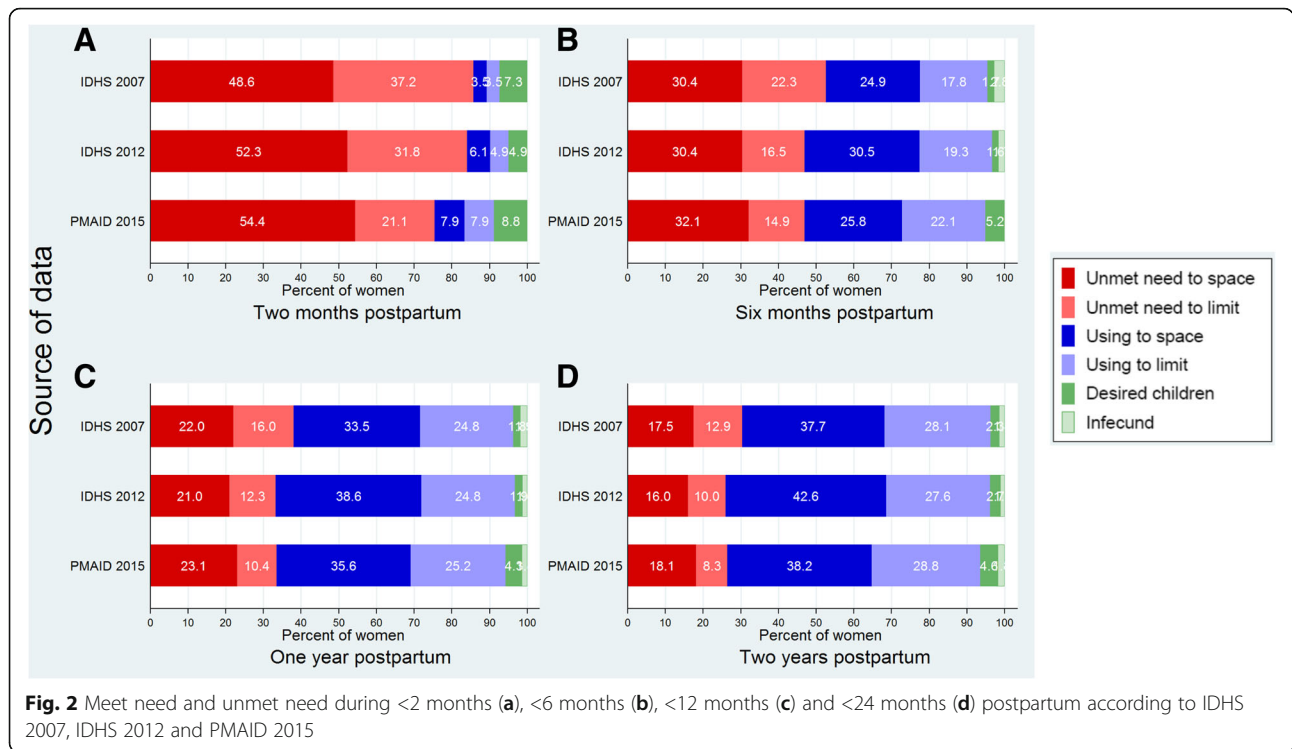 Source of data
A
IDHS 2007
48.6 37.2 3.5 3.5 7.3
IDHS 2012
52.3 31.8 6.1 4.9 4.9
PMAID 2015
54.4 21.1 7.9 7.9 8.8
0 10 20 30 40 50 60 70 80 90 100
Percent of women
Two months postpartum
B
IDHS 2007
30.4 22.3 24.9 17.8
IDHS 2012
30.4 16.5 30.5 19.3
PMAID 2015
32.1 14.9 25.8 22.1 5.2
0 10 20 30 40 50 60 70 80 90 100
Percent of women
Six months postpartum
C
IDHS 2007
22.0 16.0 33.5 24.8
IDHS 2012
21.0 12.3 38.6 24.8
PMAID 2015
23.1 10.4 35.6 25.2
0 10 20 30 40 50 60 70 80 90 100
Percent of women
One year postpartum
D
IDHS 2007
17.5 12.9 37.7 28.1
IDHS 2012
16.0 10.0 42.6 27.6
PMAID 2015
18.1 8.3 38.2 28.8
0 10 20 30 40 50 60 70 80 90 100
Percent of women
Two years postpartum
Unmet need to space
Unmet need to limit
Using to space
Using to limit
Desired children
Infecund
Fig. 2 Meet need and unmet need during <2 months (a), <6 months (b), <12 months (c) and <24 months (d) postpartum according to IDHS
2007, IDHS 2012 and PMAID 2015